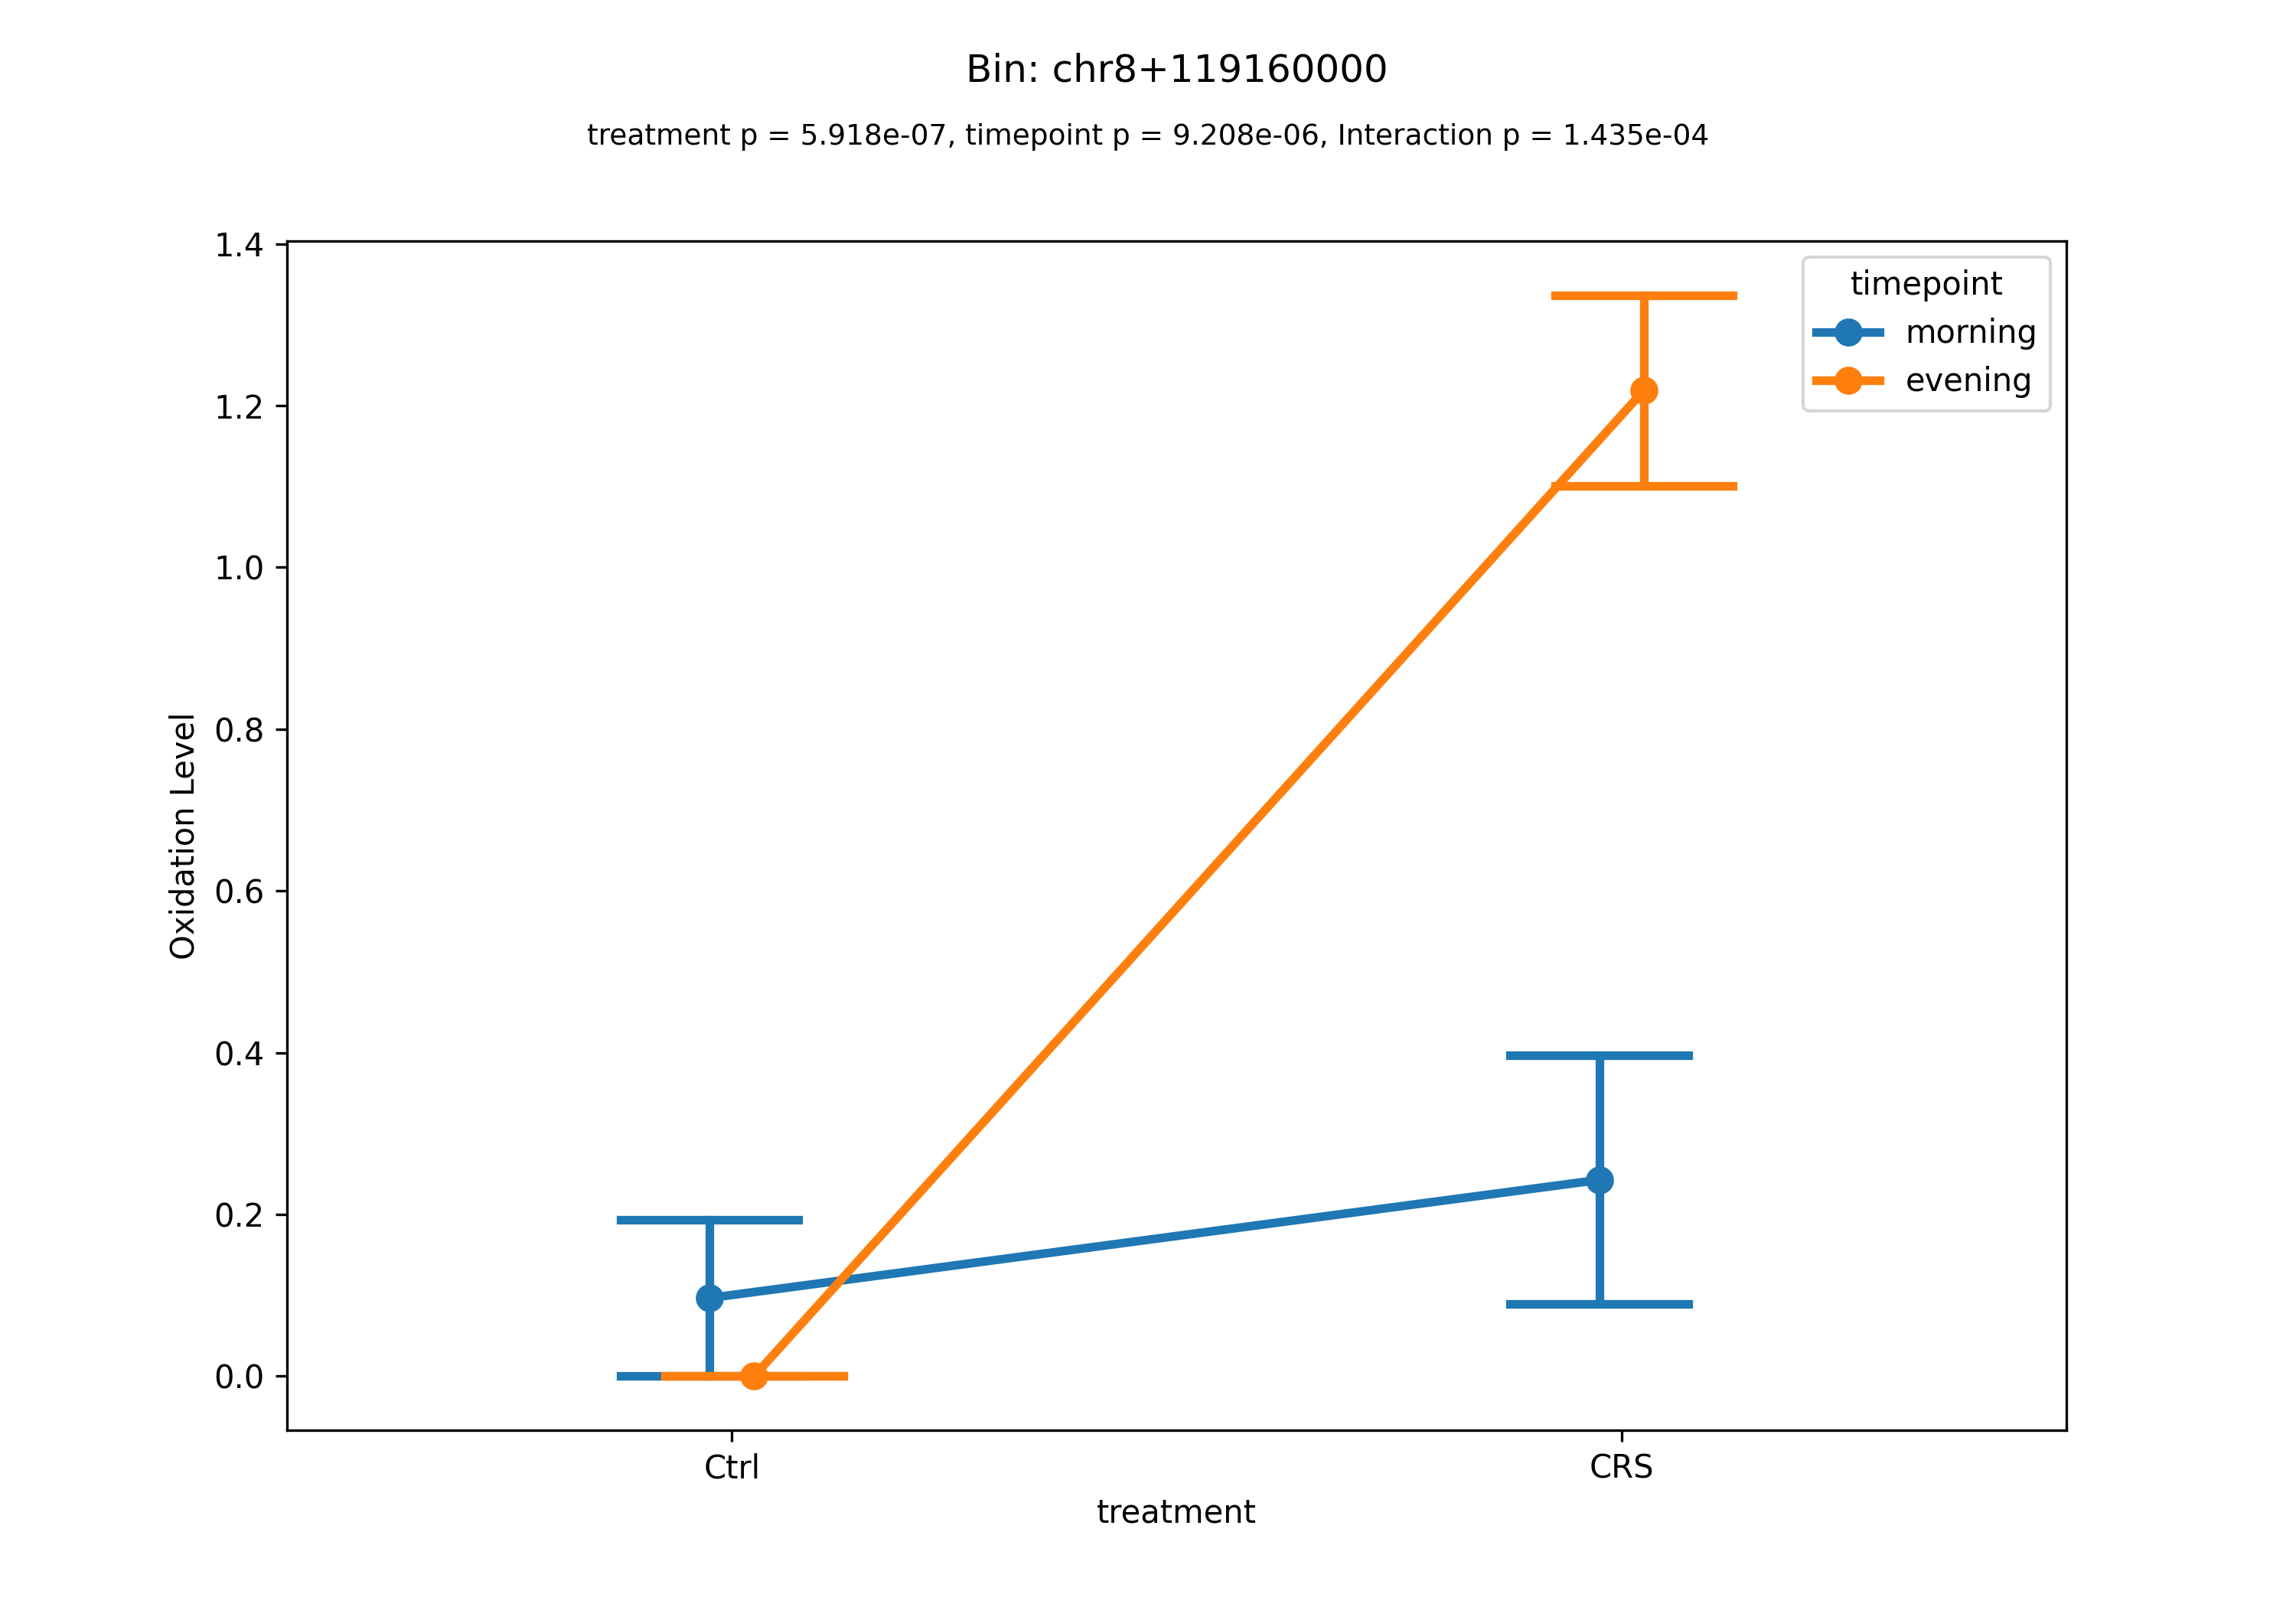 Bin: chr8+119160000
treatment p = 5.918e-07, timepoint p = 9.208e-06, Interaction p = 1.435e-04
1.4
1.2
1.0
0.8
0.6
0.4
0.2
0.0
Oxidation Level
timepoint
morning
evening
Ctrl
CRS
treatment